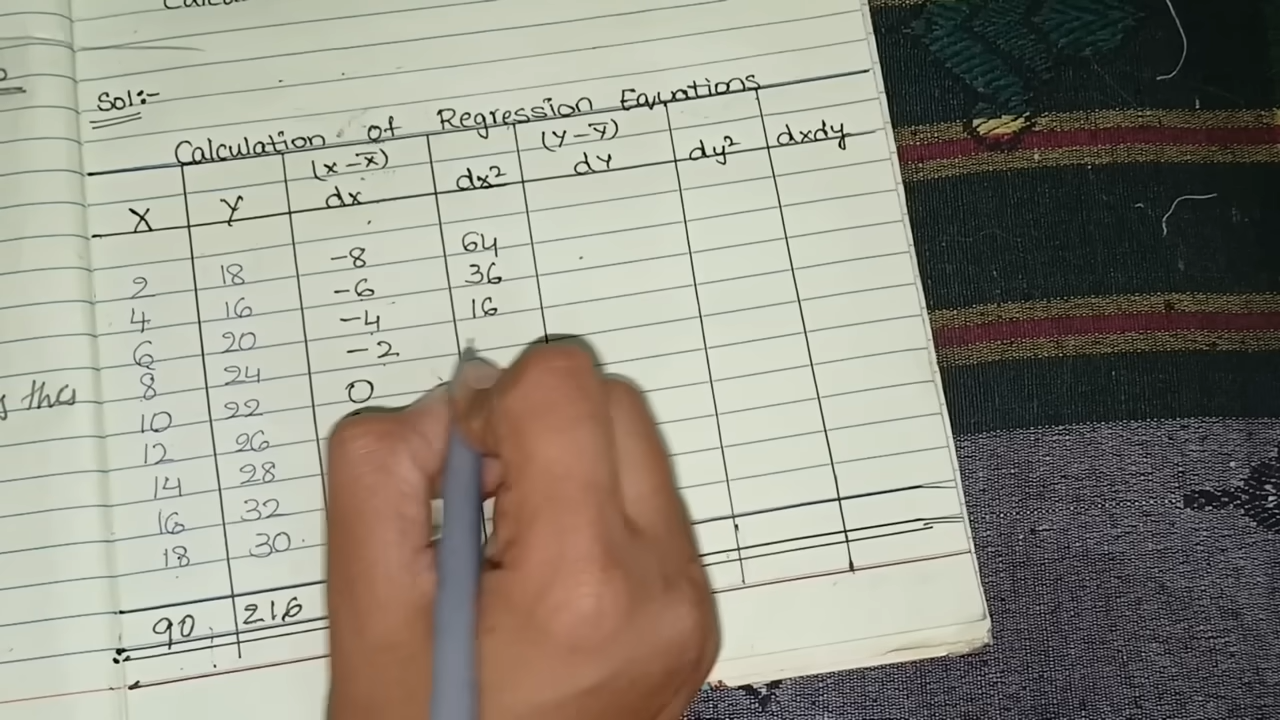 Sol:-
Calculation of Regression Equations
X Y (x-x̅) dx dx² (y-y̅) dy dy² dxdy
2 18 -8 64
4 16 -6 36
6 20 -4 16
8 24 -2
10 22 0
12 26
14 28
16 32
18 30
90 216